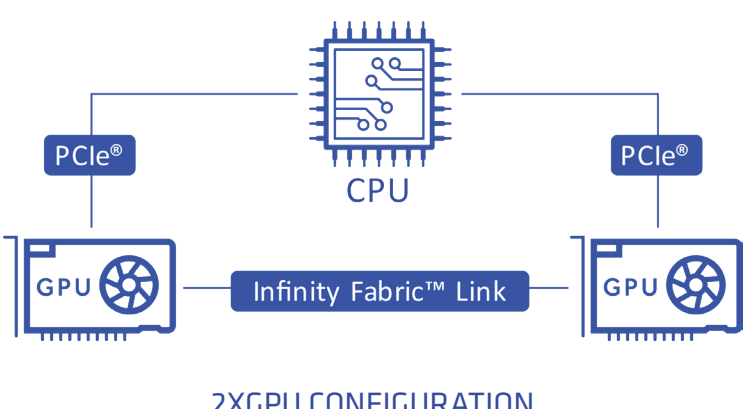 CPU
PCIe®
PCIe®
GPU
Infinity Fabric™ Link
GPU
2XGPU CONFIGURATION